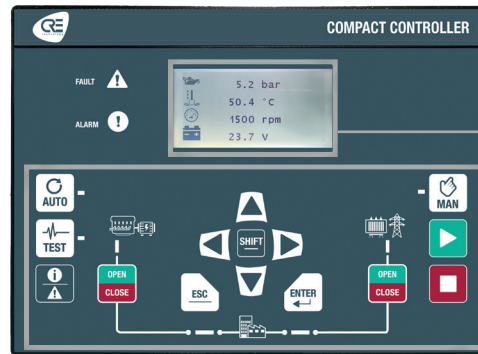 CRE
COMPACT CONTROLLER
FAULT
ALARM
5.2 bar
50.4 °C
1500 rpm
23.7 V
AUTO
MAN
TEST
SHIFT
OPEN
CLOSE
ESC
ENTER
OPEN
CLOSE